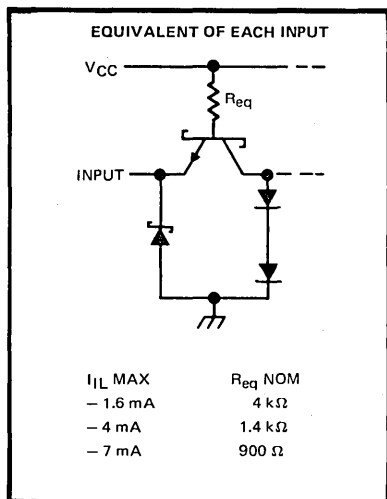 EQUIVALENT OF EACH INPUT
VCC
Req
INPUT
IIL MAX Req NOM
– 1.6 mA 4 kΩ
– 4 mA 1.4 kΩ
– 7 mA 900 Ω